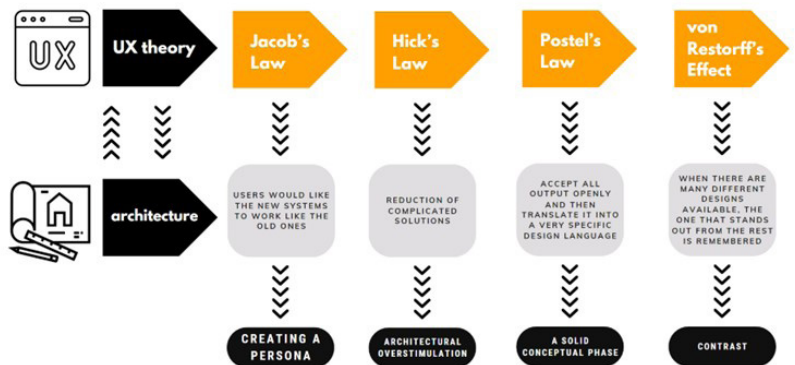 UX
UX theory
Jacob's
Law
Hick's
Law
Postel's
Law
von
Restorff's
Effect
architecture
USERS WOULD LIKE
THE NEW SYSTEMS
TO WORK LIKE THE
OLD ONES
REDUCTION OF
COMPLICATED
SOLUTIONS
ACCEPT ALL
OUTPUT OPENLY
AND THEN
TRANSLATE IT INTO
A VERY SPECIFIC
DESIGN LANGUAGE
WHEN THERE ARE
MANY DIFFERENT
DESIGNS
AVAILABLE, THE
ONE THAT STANDS
OUT FROM THE REST
IS REMEMBERED
CREATING A
PERSONA
ARCHITECTURAL
OVERSTIMULATION
A SOLID
CONCEPTUAL PHASE
CONTRAST